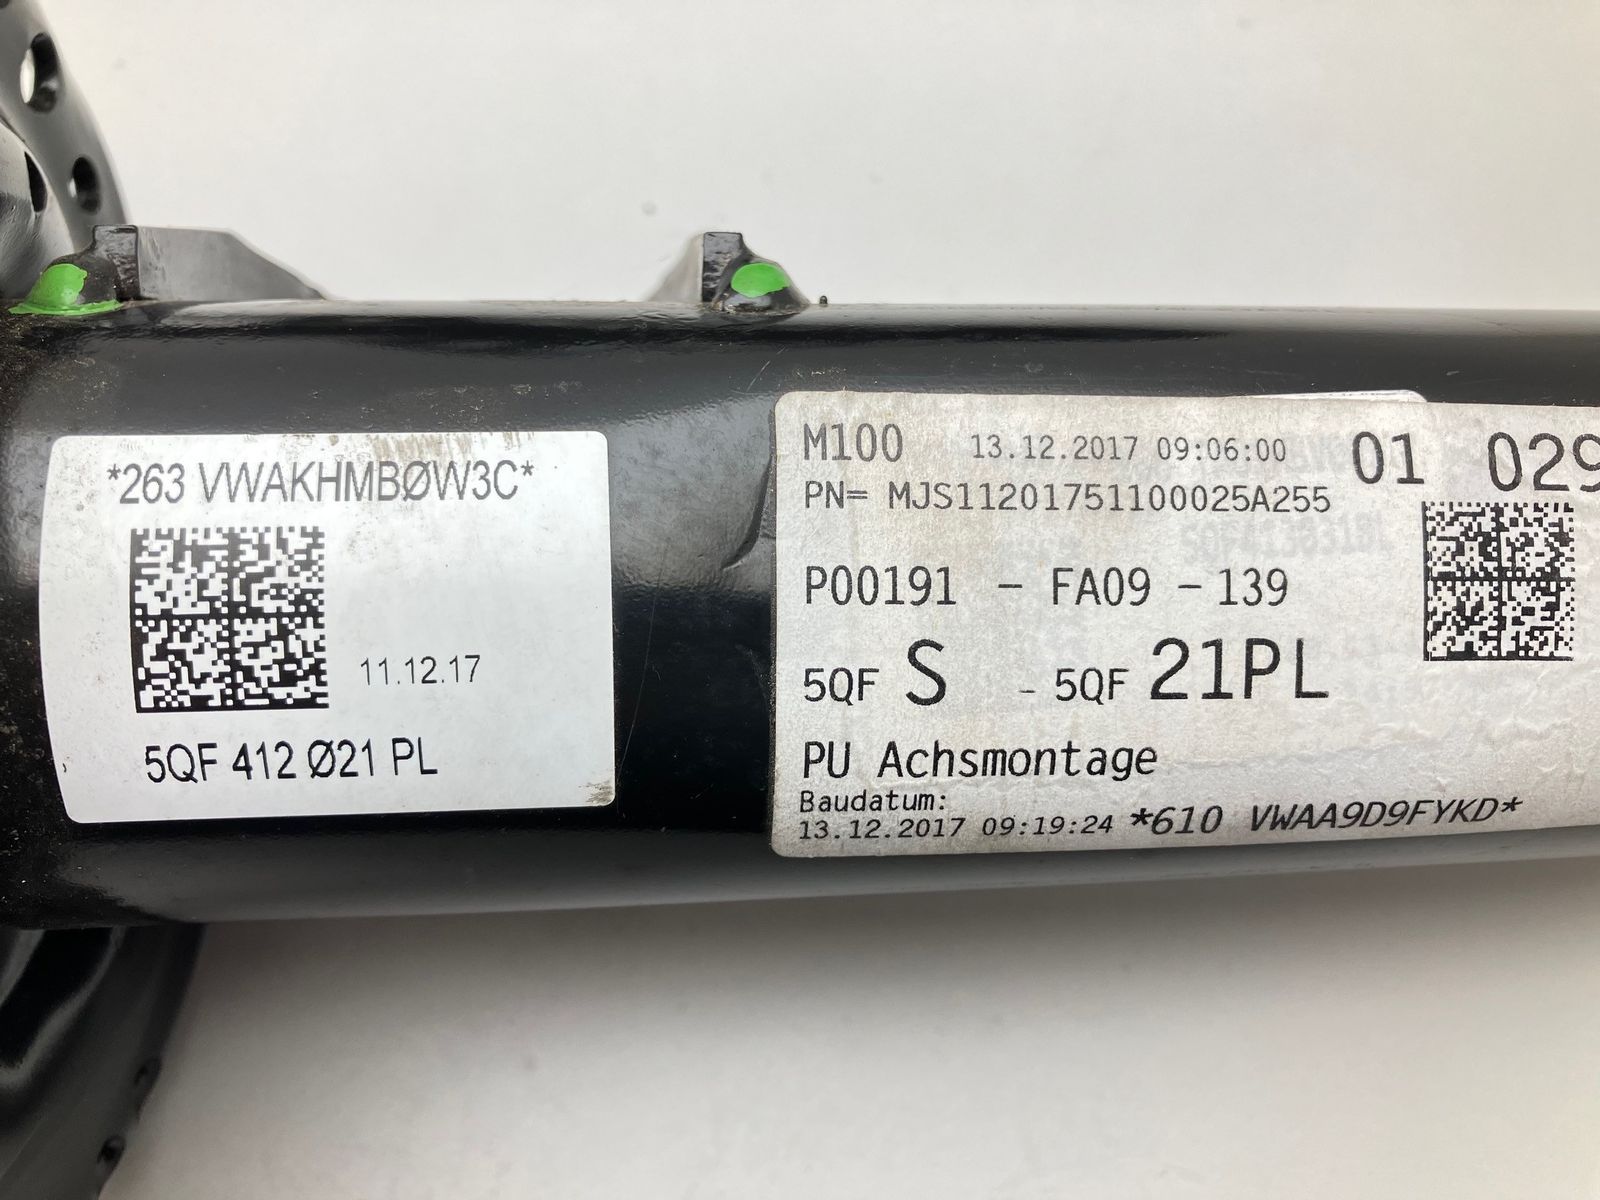 *263 VWAKHMBØW3C*
11.12.17
5QF 412 Ø21 PL
M100 13.12.2017 09:06:00 01 029
PN= MJS11201751100025A255
P00191 - FA09 - 139
5QF S - 5QF 21PL
PU Achsmontage
Baudatum:
13.12.2017 09:19:24 *610 VWAA9D9FYKD*